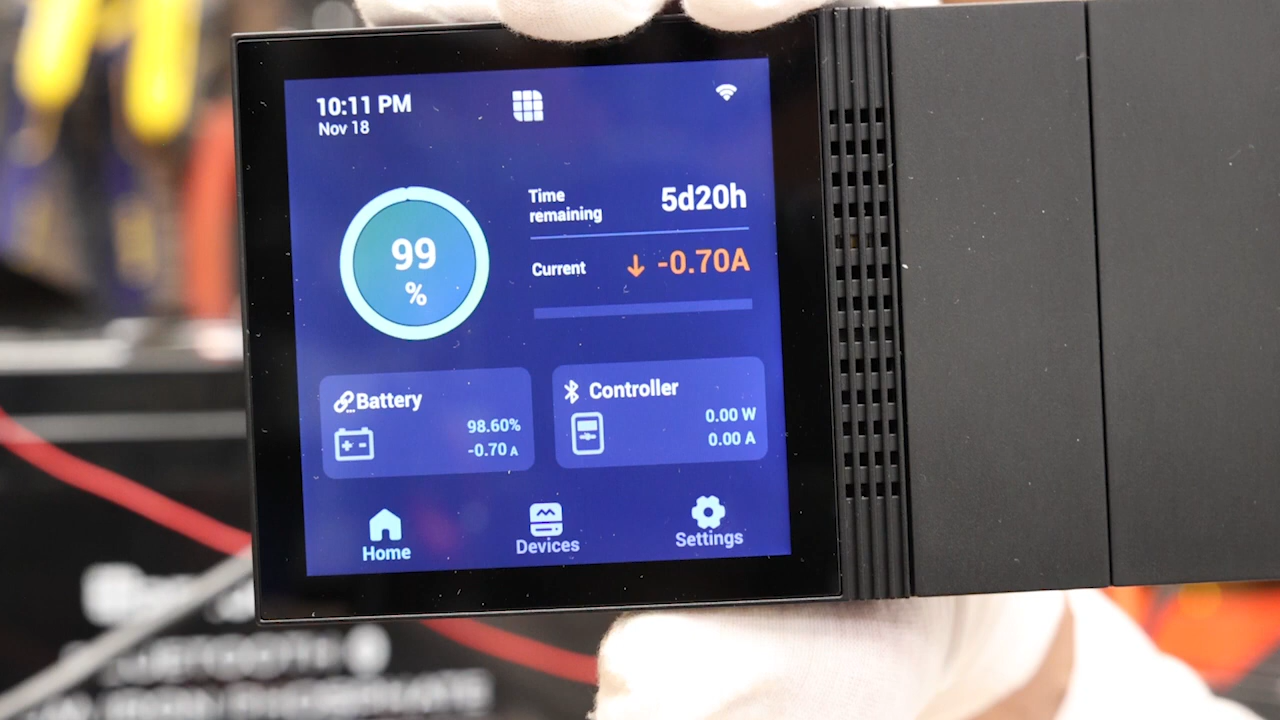 10:11 PM
Nov 18
99
%
Time
remaining
5d20h
Current
↓ -0.70A
Battery
98.60%
-0.70 A
Controller
0.00 W
0.00 A
Home
Devices
Settings